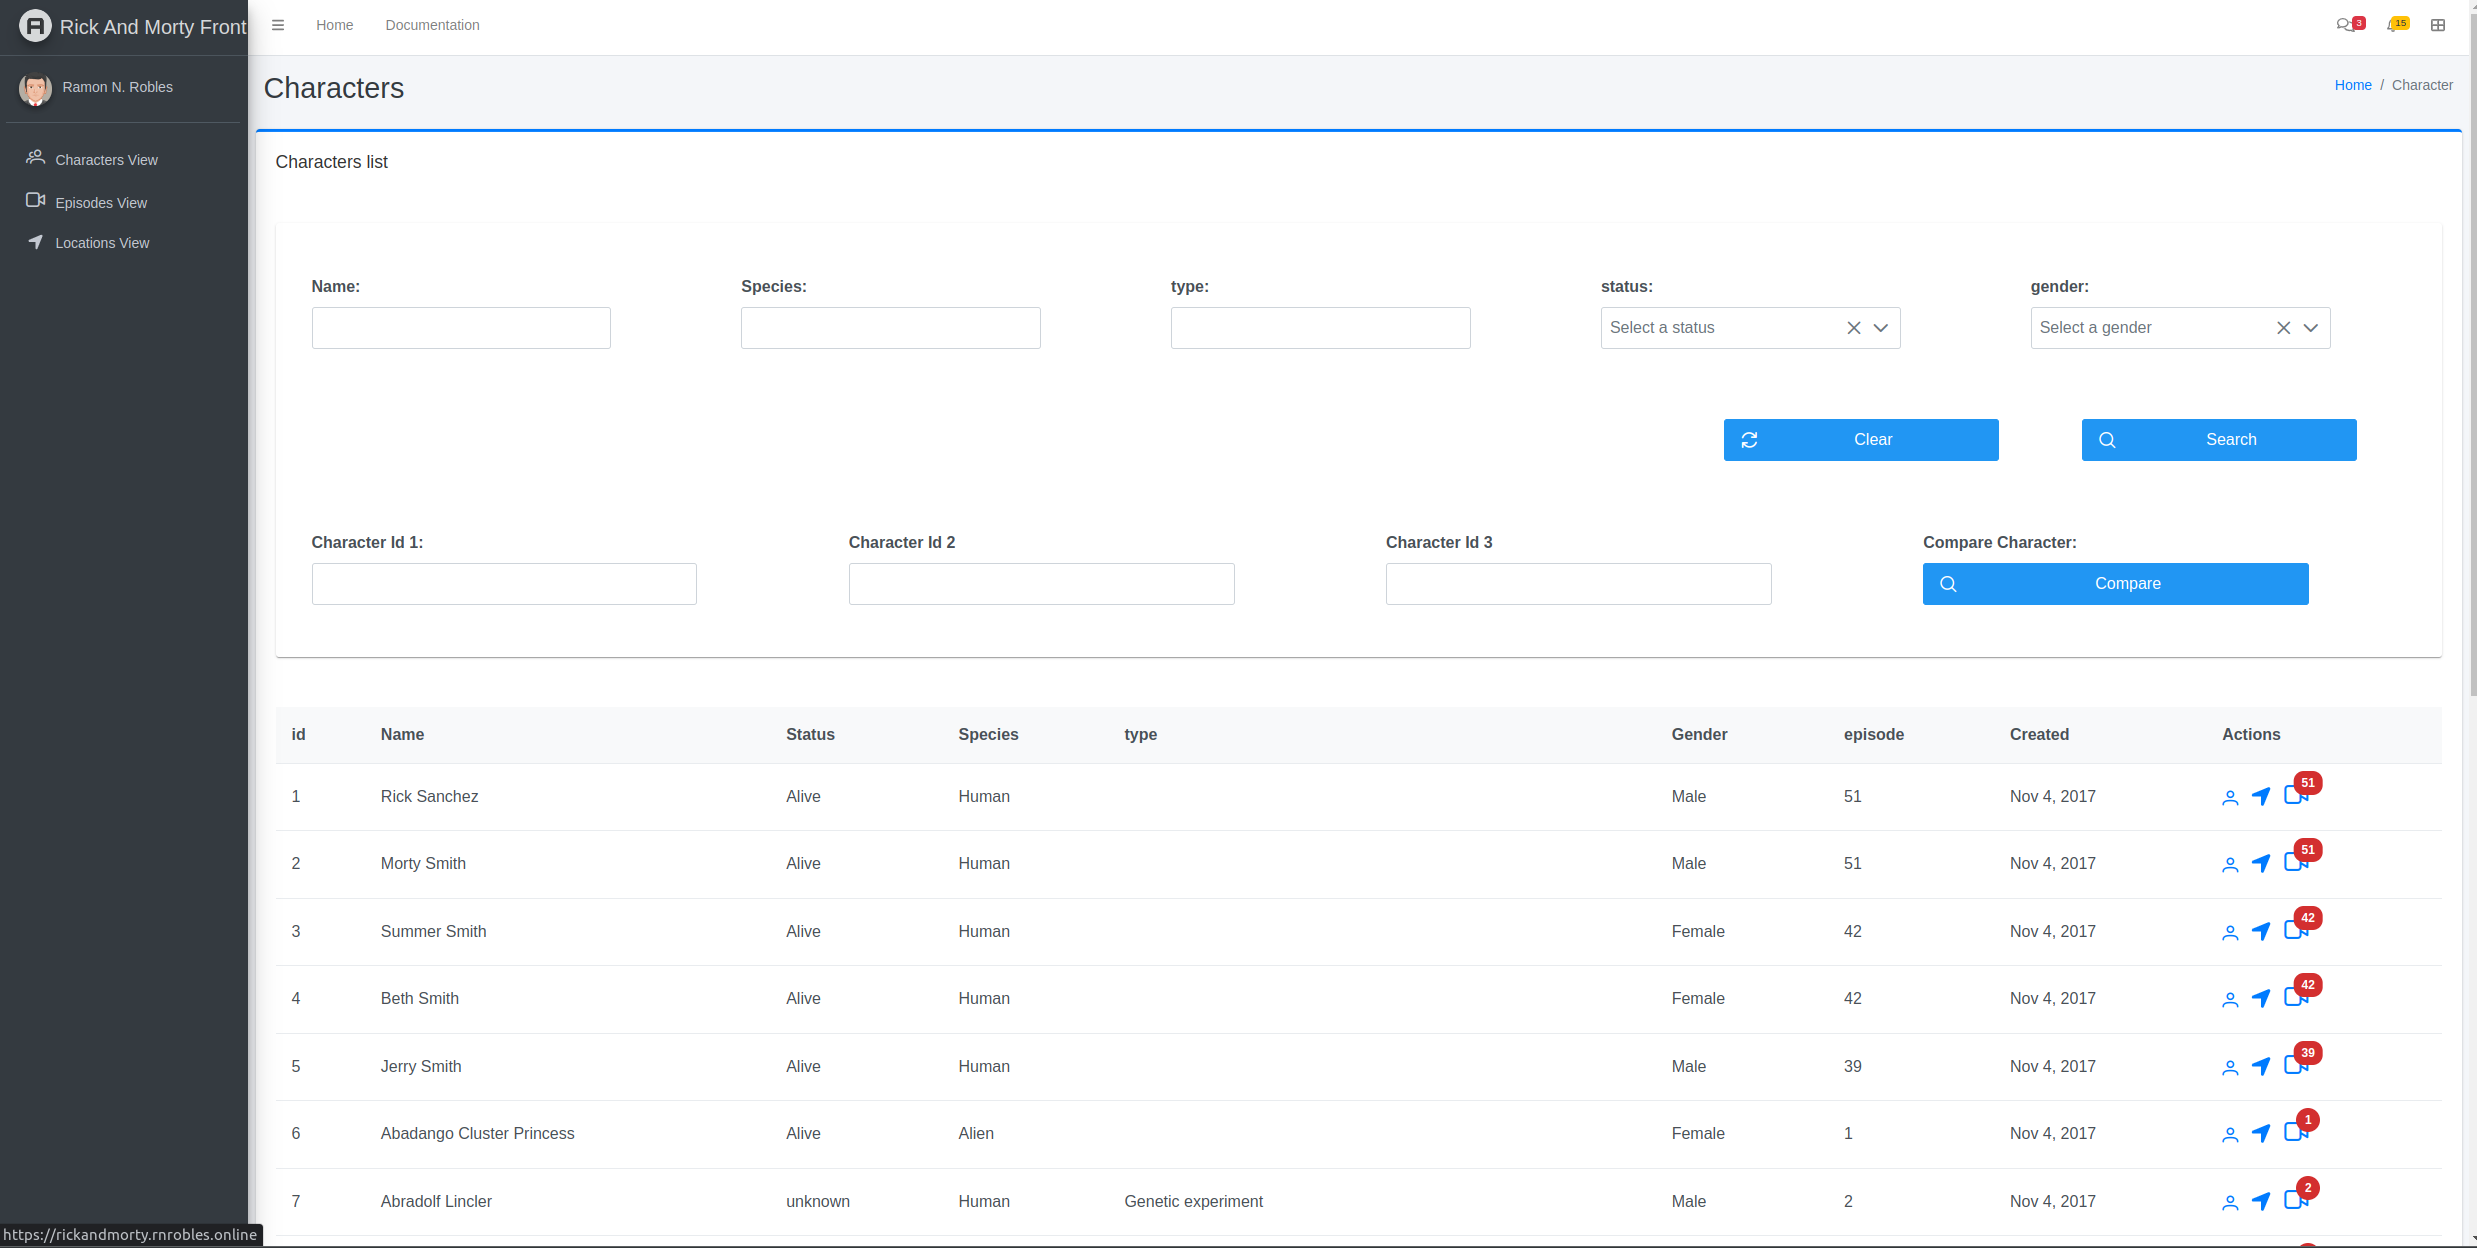 Rick And Morty Front
Home Documentation 3 15
Ramon N. Robles
Characters View
Episodes View
Locations View
Characters
Home / Character
Characters list
Name: Species: type: status: gender:
Select a status Select a gender
Clear Search
Character Id 1: Character Id 2 Character Id 3 Compare Character:
Compare
id Name Status Species type Gender episode Created Actions
1 Rick Sanchez Alive Human Male 51 Nov 4, 2017 51
2 Morty Smith Alive Human Male 51 Nov 4, 2017 51
3 Summer Smith Alive Human Female 42 Nov 4, 2017 42
4 Beth Smith Alive Human Female 42 Nov 4, 2017 42
5 Jerry Smith Alive Human Male 39 Nov 4, 2017 39
6 Abadango Cluster Princess Alive Alien Female 1 Nov 4, 2017 1
7 Abradolf Lincler unknown Human Genetic experiment Male 2 Nov 4, 2017 2
https://rickandmorty.rnrobles.online